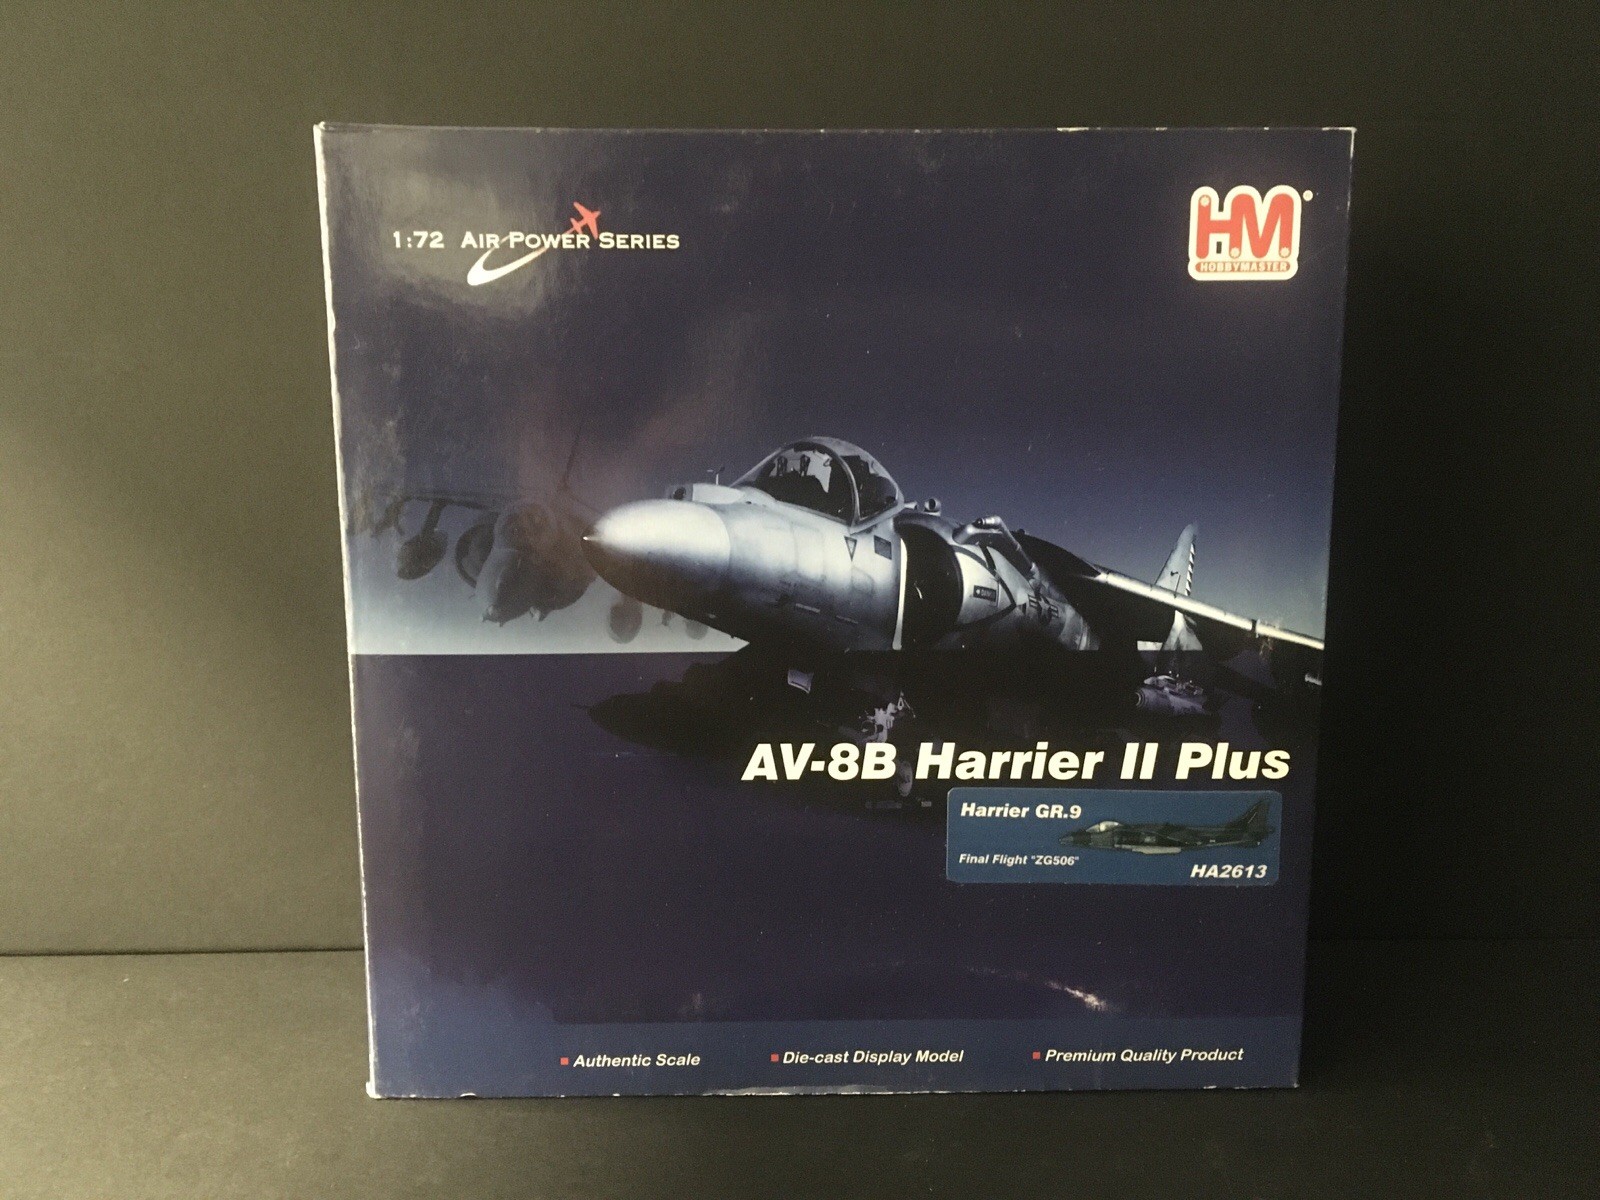 1:72 AIR POWER SERIES
HM
HOBBYMASTER
AV-8B Harrier II Plus
Harrier GR.9
Final Flight "ZG506"
HA2613
Authentic Scale
Die-cast Display Model
Premium Quality Product